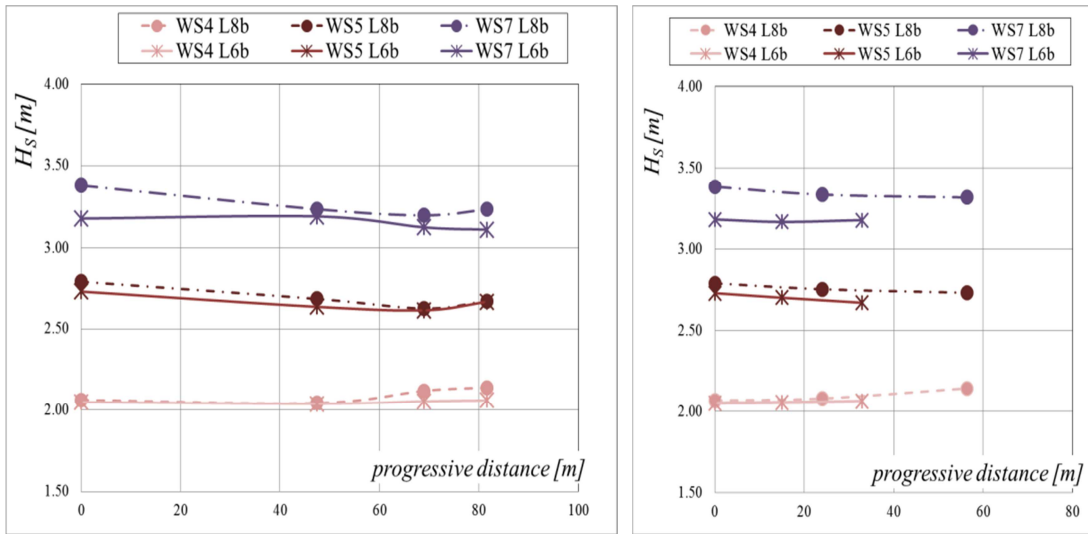 WS4 L8b WS5 L8b WS7 L8b
WS4 L6b WS5 L6b WS7 L6b
4.00
3.50
3.00
2.50
2.00
1.50
Hs [m]
progressive distance [m]
0 20 40 60 80 100
WS4 L8b WS5 L8b WS7 L8b
WS4 L6b WS5 L6b WS7 L6b
4.00
3.50
3.00
2.50
2.00
1.50
Hs [m]
progressive distance [m]
0 20 40 60 80